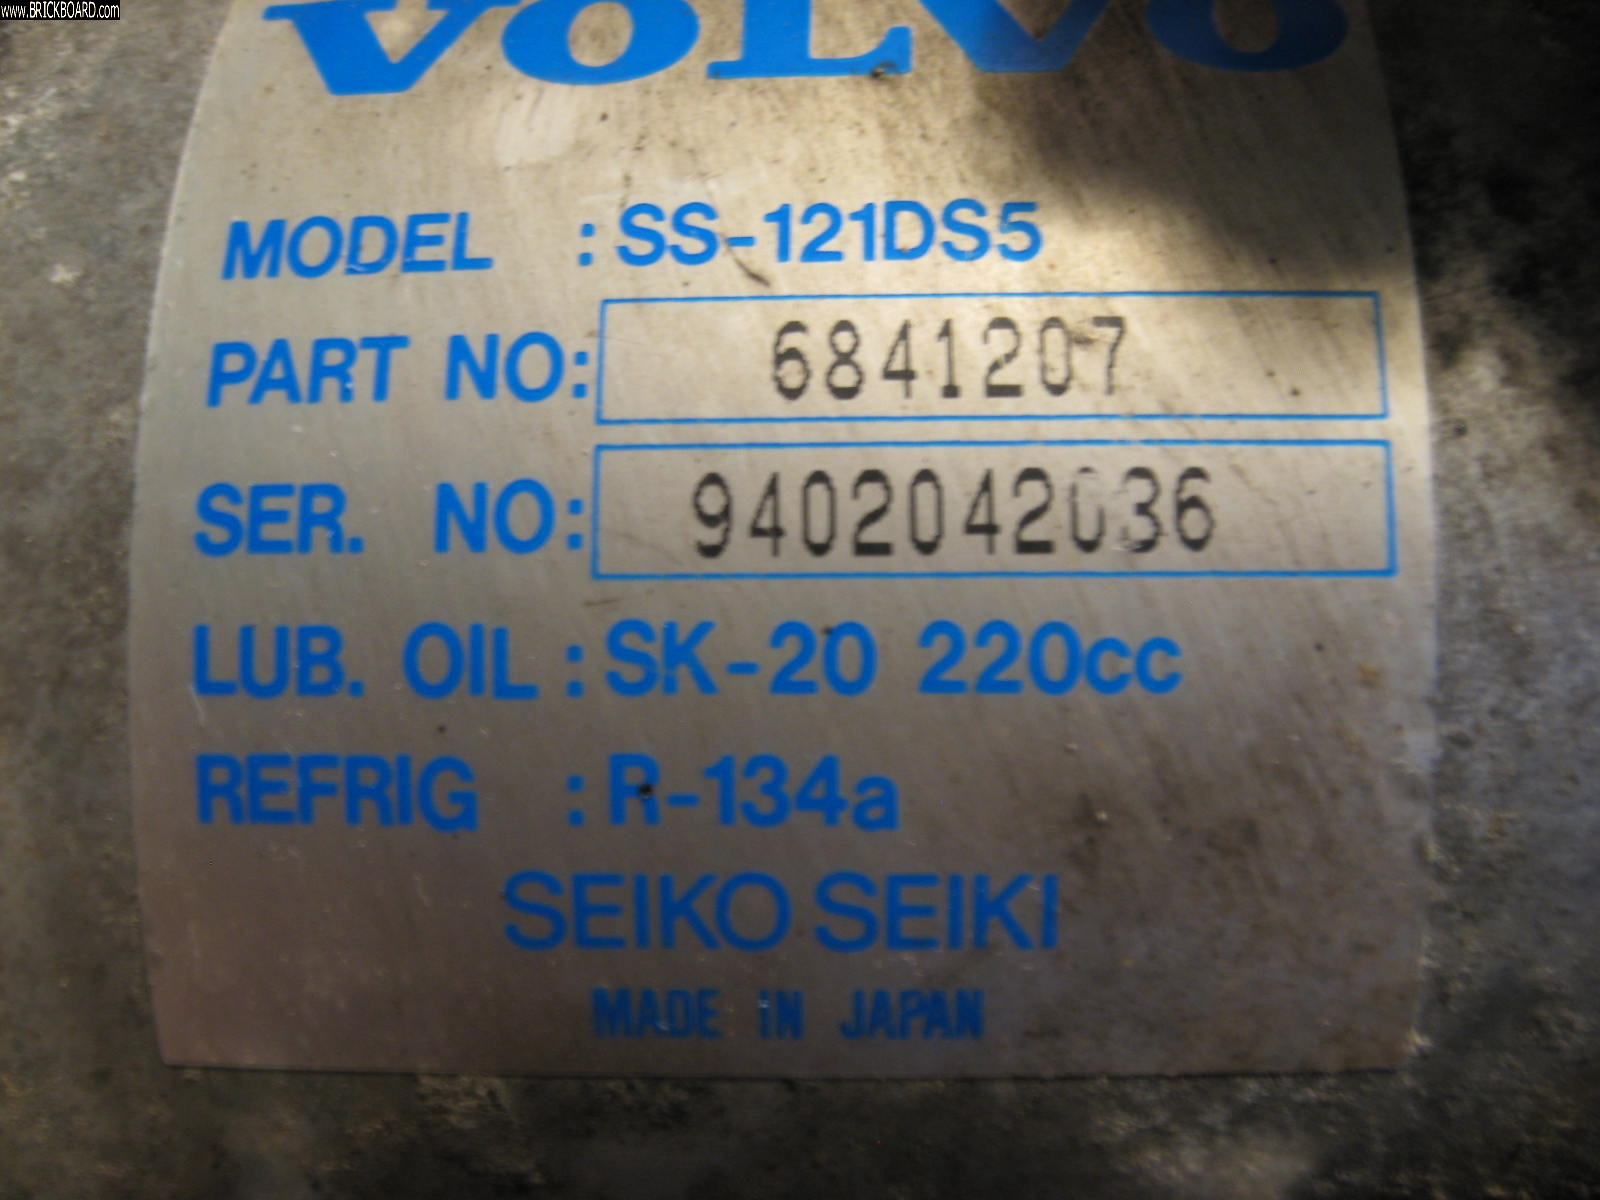 www.BRICKBOARD.com
VOLVO
MODEL : SS-121DS5
PART NO: 6841207
SER. NO: 9402042036
LUB. OIL : SK-20 220cc
REFRIG : R-134a
SEIKO SEIKI
MADE IN JAPAN